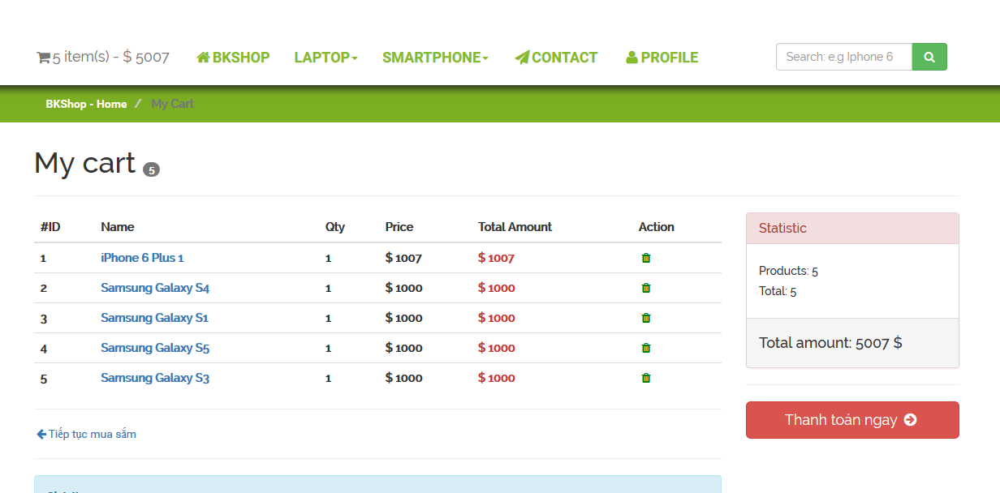 5 item(s) - $ 5007 BKSHOP LAPTOP SMARTPHONE CONTACT PROFILE Search: e.g Iphone 6
BKShop - Home / My Cart
My cart 5
#ID Name Qty Price Total Amount Action
1 iPhone 6 Plus 1 1 $ 1007 $ 1007
2 Samsung Galaxy S4 1 $ 1000 $ 1000
3 Samsung Galaxy S1 1 $ 1000 $ 1000
4 Samsung Galaxy S5 1 $ 1000 $ 1000
5 Samsung Galaxy S3 1 $ 1000 $ 1000
Tiếp tục mua sắm
Statistic
Products: 5
Total: 5
Total amount: 5007 $
Thanh toán ngay